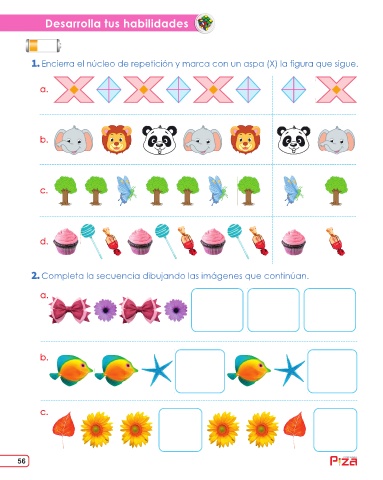 Desarrolla tus habilidades
1. Encierra el núcleo de repetición y marca con un aspa (X) la figura que sigue.
a.
b.
c.
d.
2. Completa la secuencia dibujando las imágenes que continúan.
a.
b.
c.
56
Piza